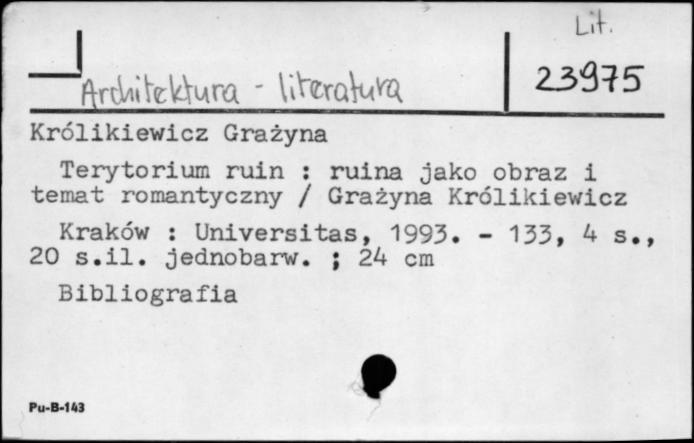 Lit.
Architektura - literatura
23975
Królikiewicz Grażyna
Terytorium ruin : ruina jako obraz i
temat romantyczny / Grażyna Królikiewicz
Kraków : Universitas, 1993. - 133, 4 s.,
20 s.il. jednobarw. ; 24 cm
Bibliografia
Pu-B-143